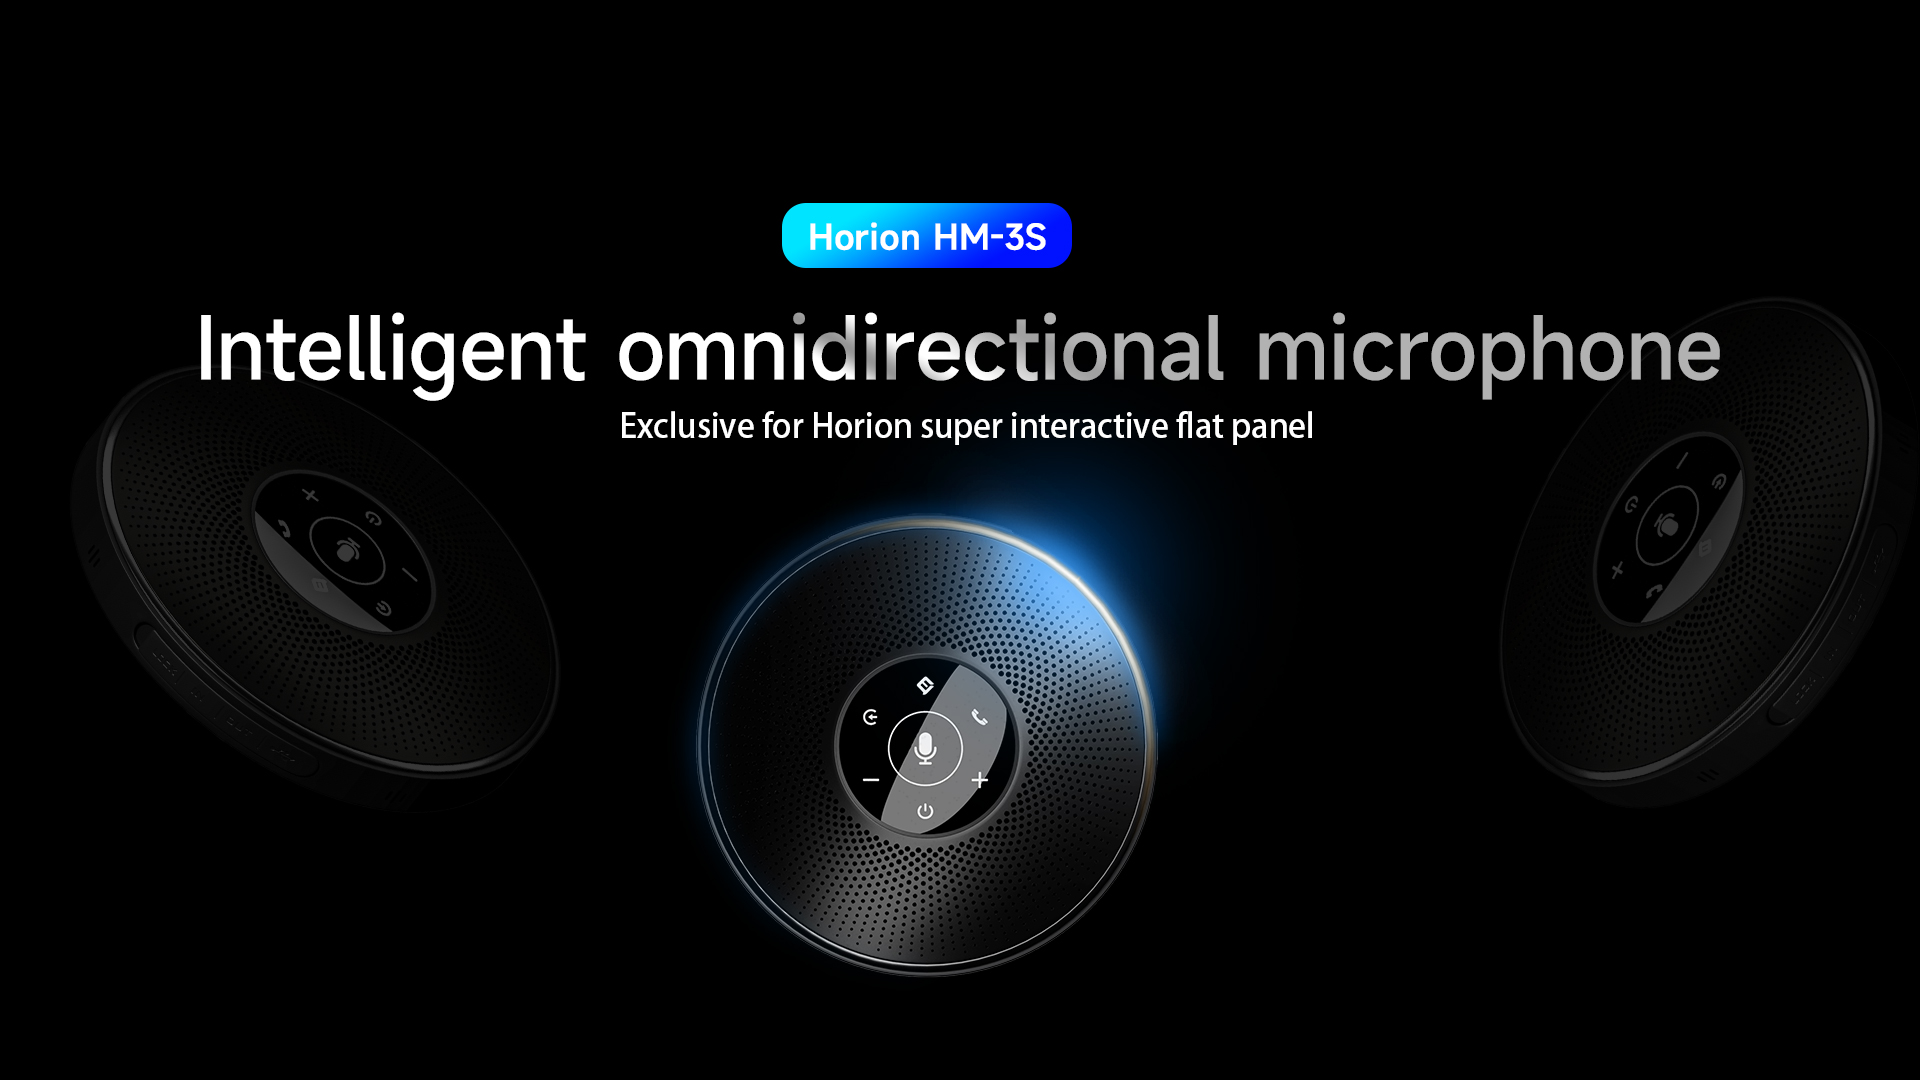 Horion HM-3S
Intelligent omnidirectional microphone
Exclusive for Horion super interactive flat panel